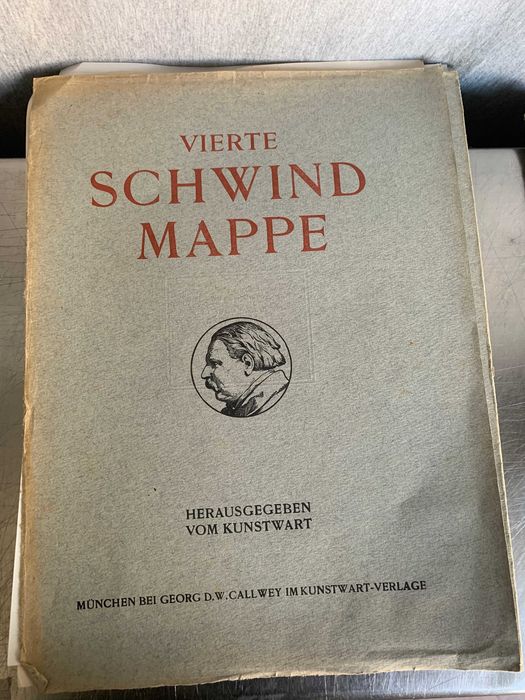 VIERTE
SCHWIND
MAPPE
HERAUSGEGEBEN
VOM KUNSTWART
MÜNCHEN BEI GEORG D.W. CALLWEY IM KUNSTWART-VERLAGE